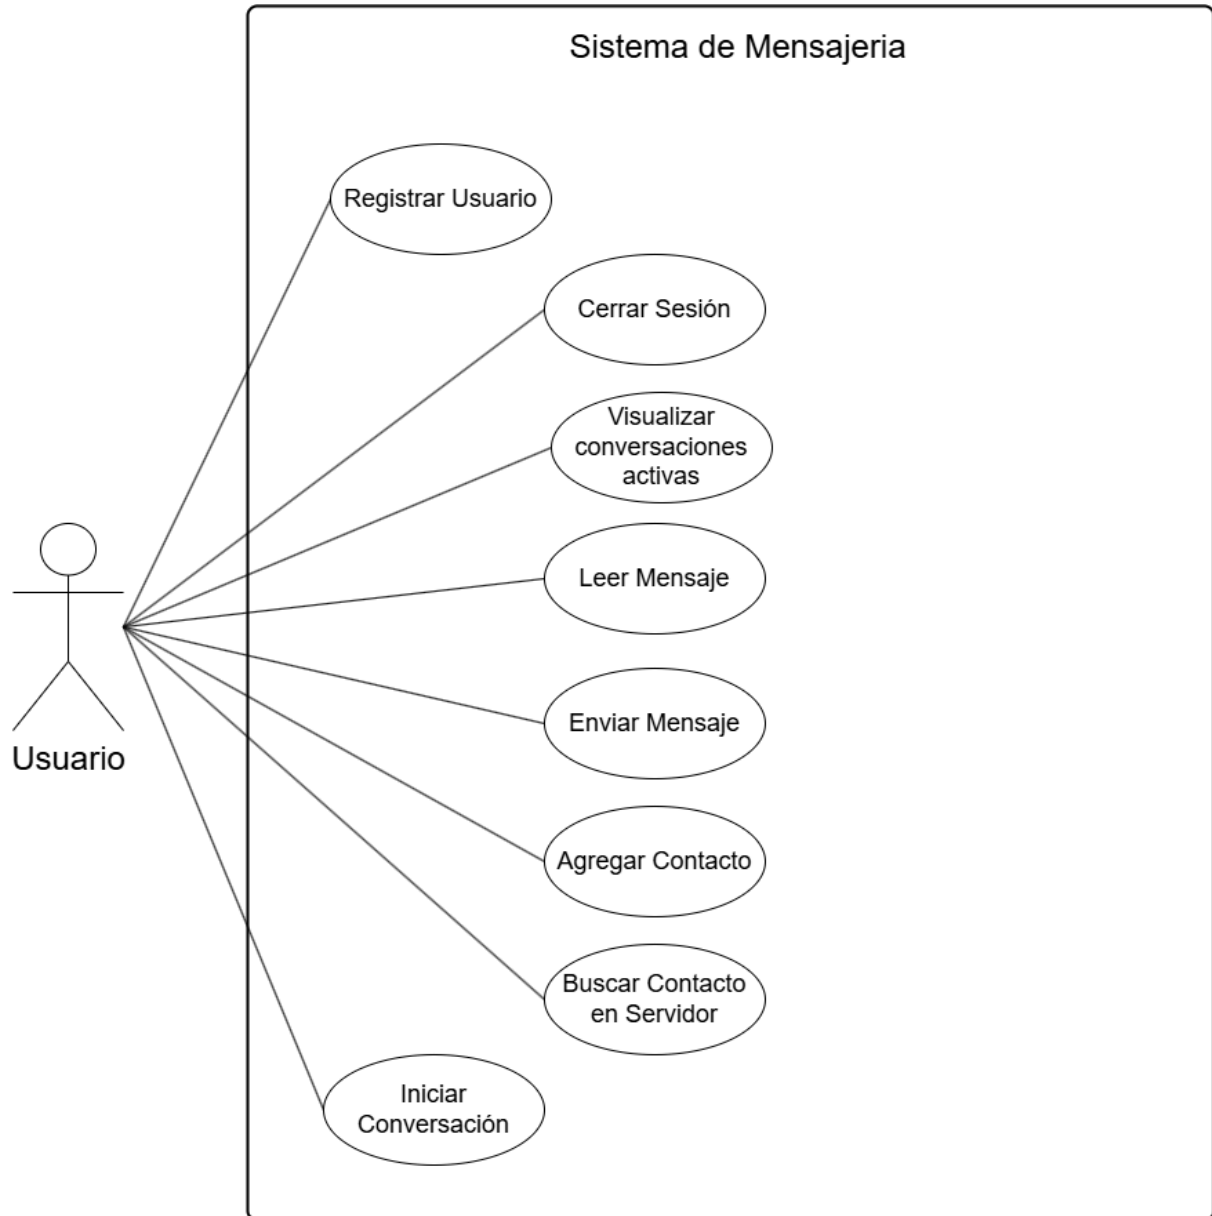 Sistema de Mensajeria
Registrar Usuario
Cerrar Sesión
Visualizar
conversaciones
activas
Leer Mensaje
Usuario
Enviar Mensaje
Agregar Contacto
Buscar Contacto
en Servidor
Iniciar
Conversación